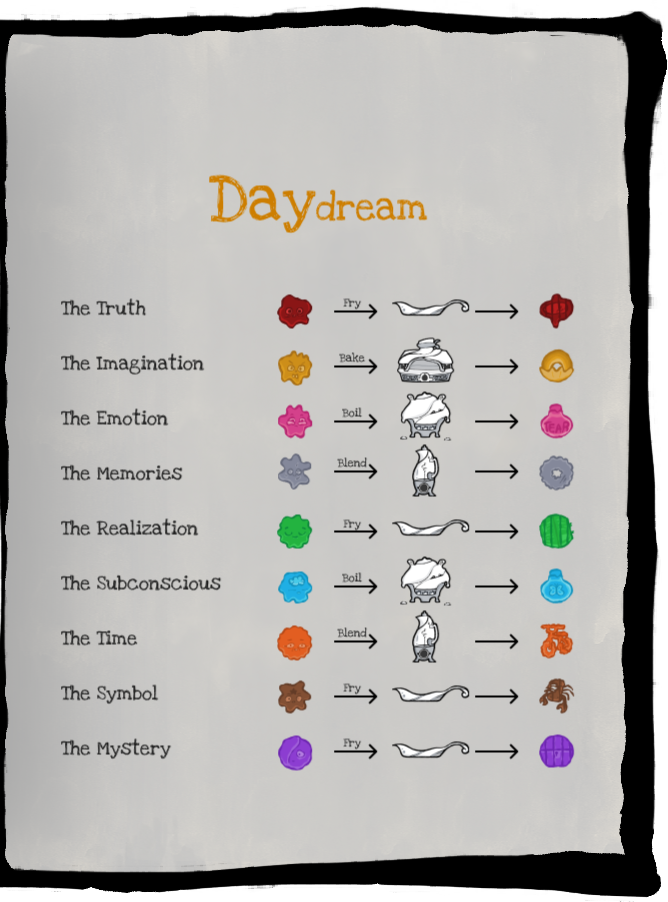 Daydream
The Truth Fry
The Imagination Bake
The Emotion Boil
TEAR
The Memories Blend
The Realization Fry
The Subconscious Boil
The Time Blend
The Symbol Fry
The Mystery Fry